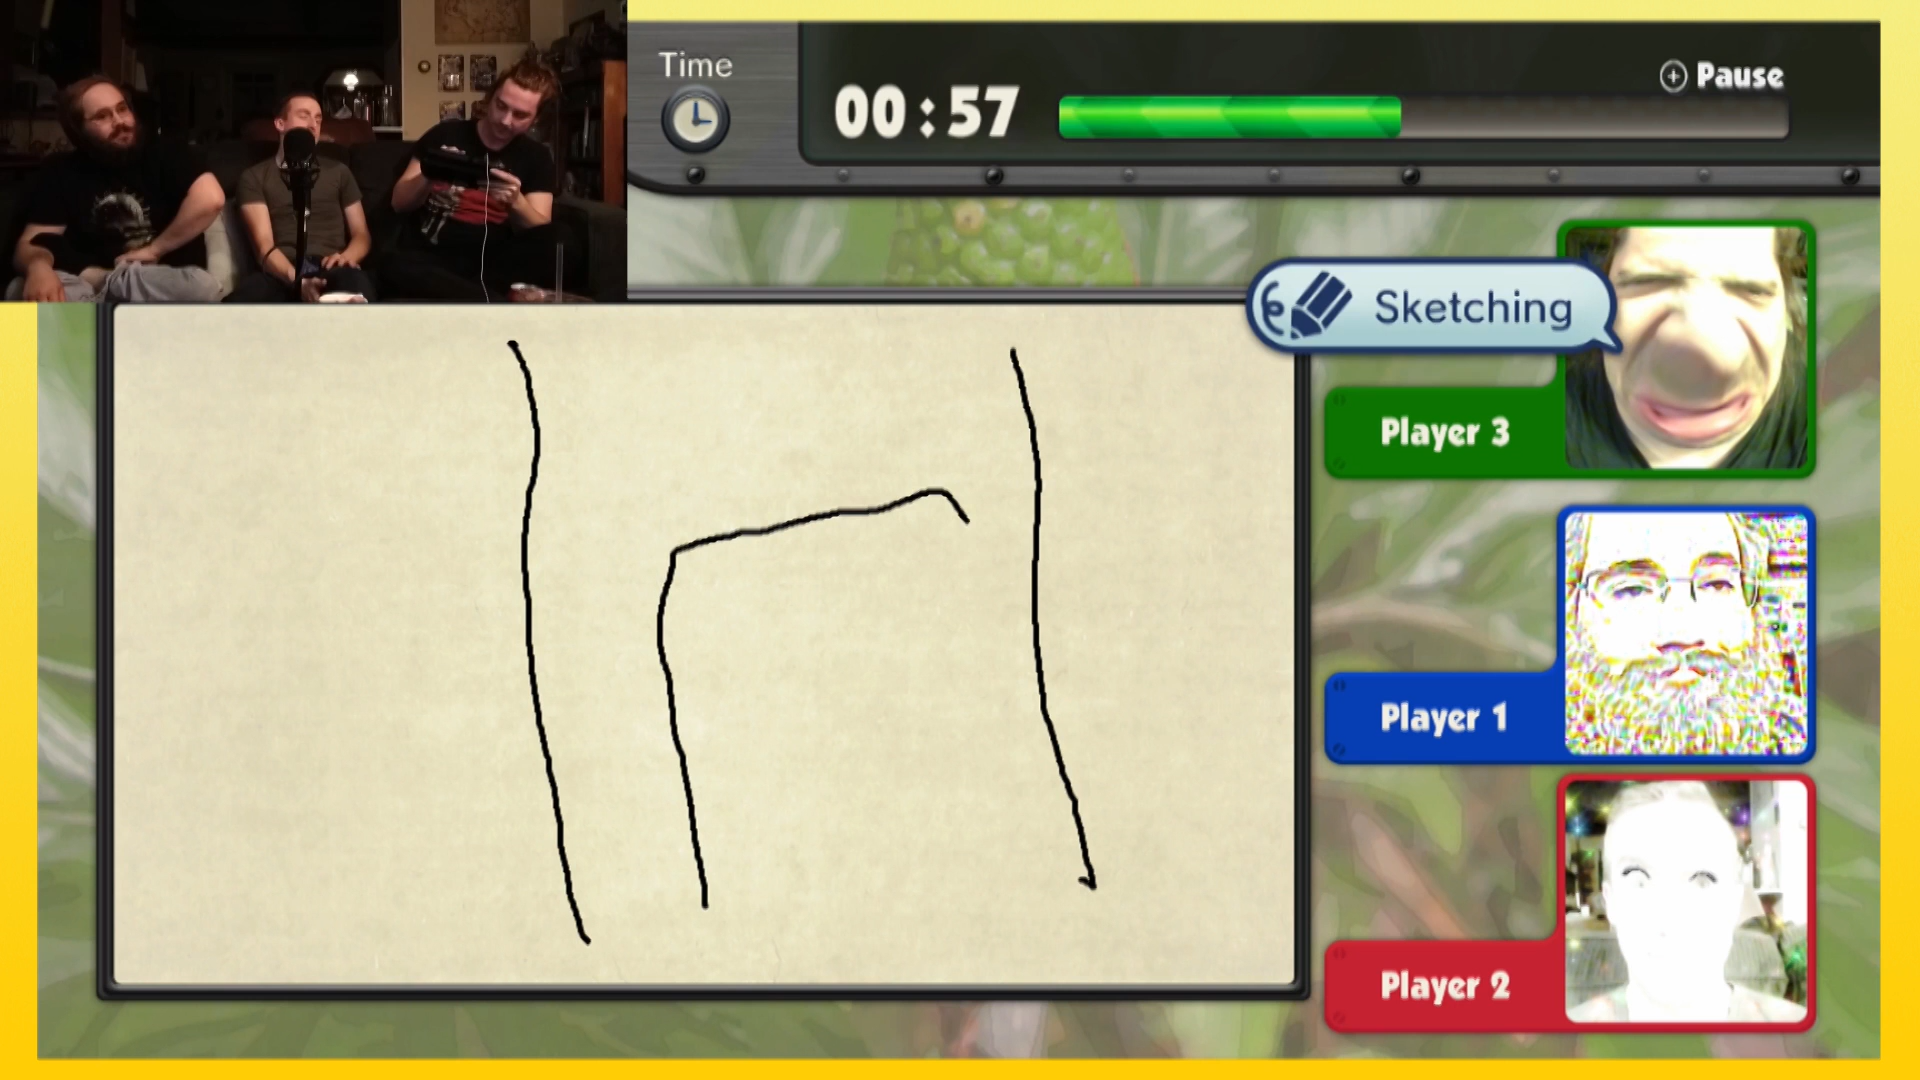 Time
00:57
Pause
Sketching
Player 3
Player 1
Player 2